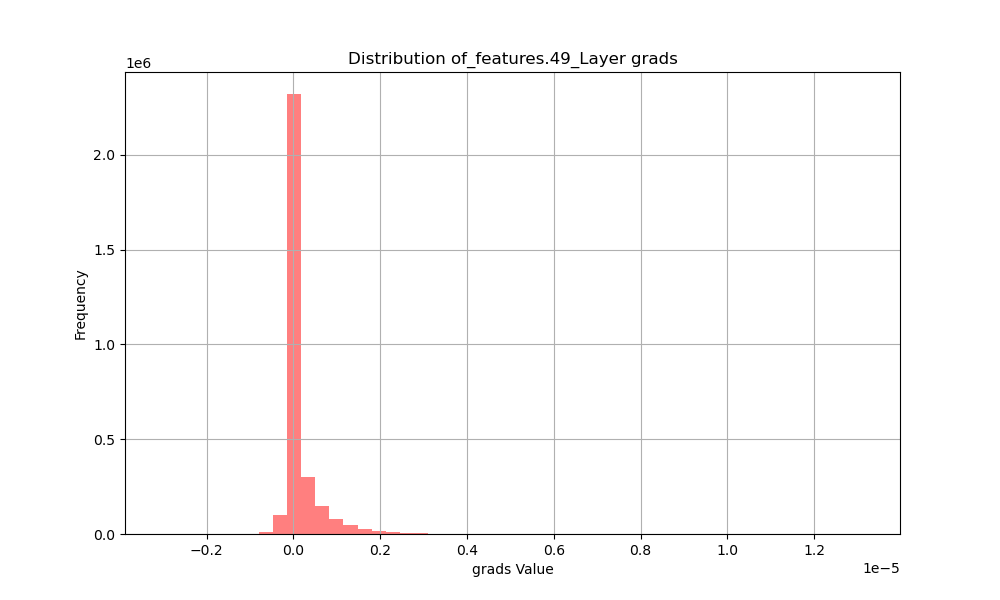 Distribution of_features.49_Layer grads
1e6
2.0
1.5
1.0
0.5
0.0
Frequency
−0.2 0.0 0.2 0.4 0.6 0.8 1.0 1.2
1e−5
grads Value